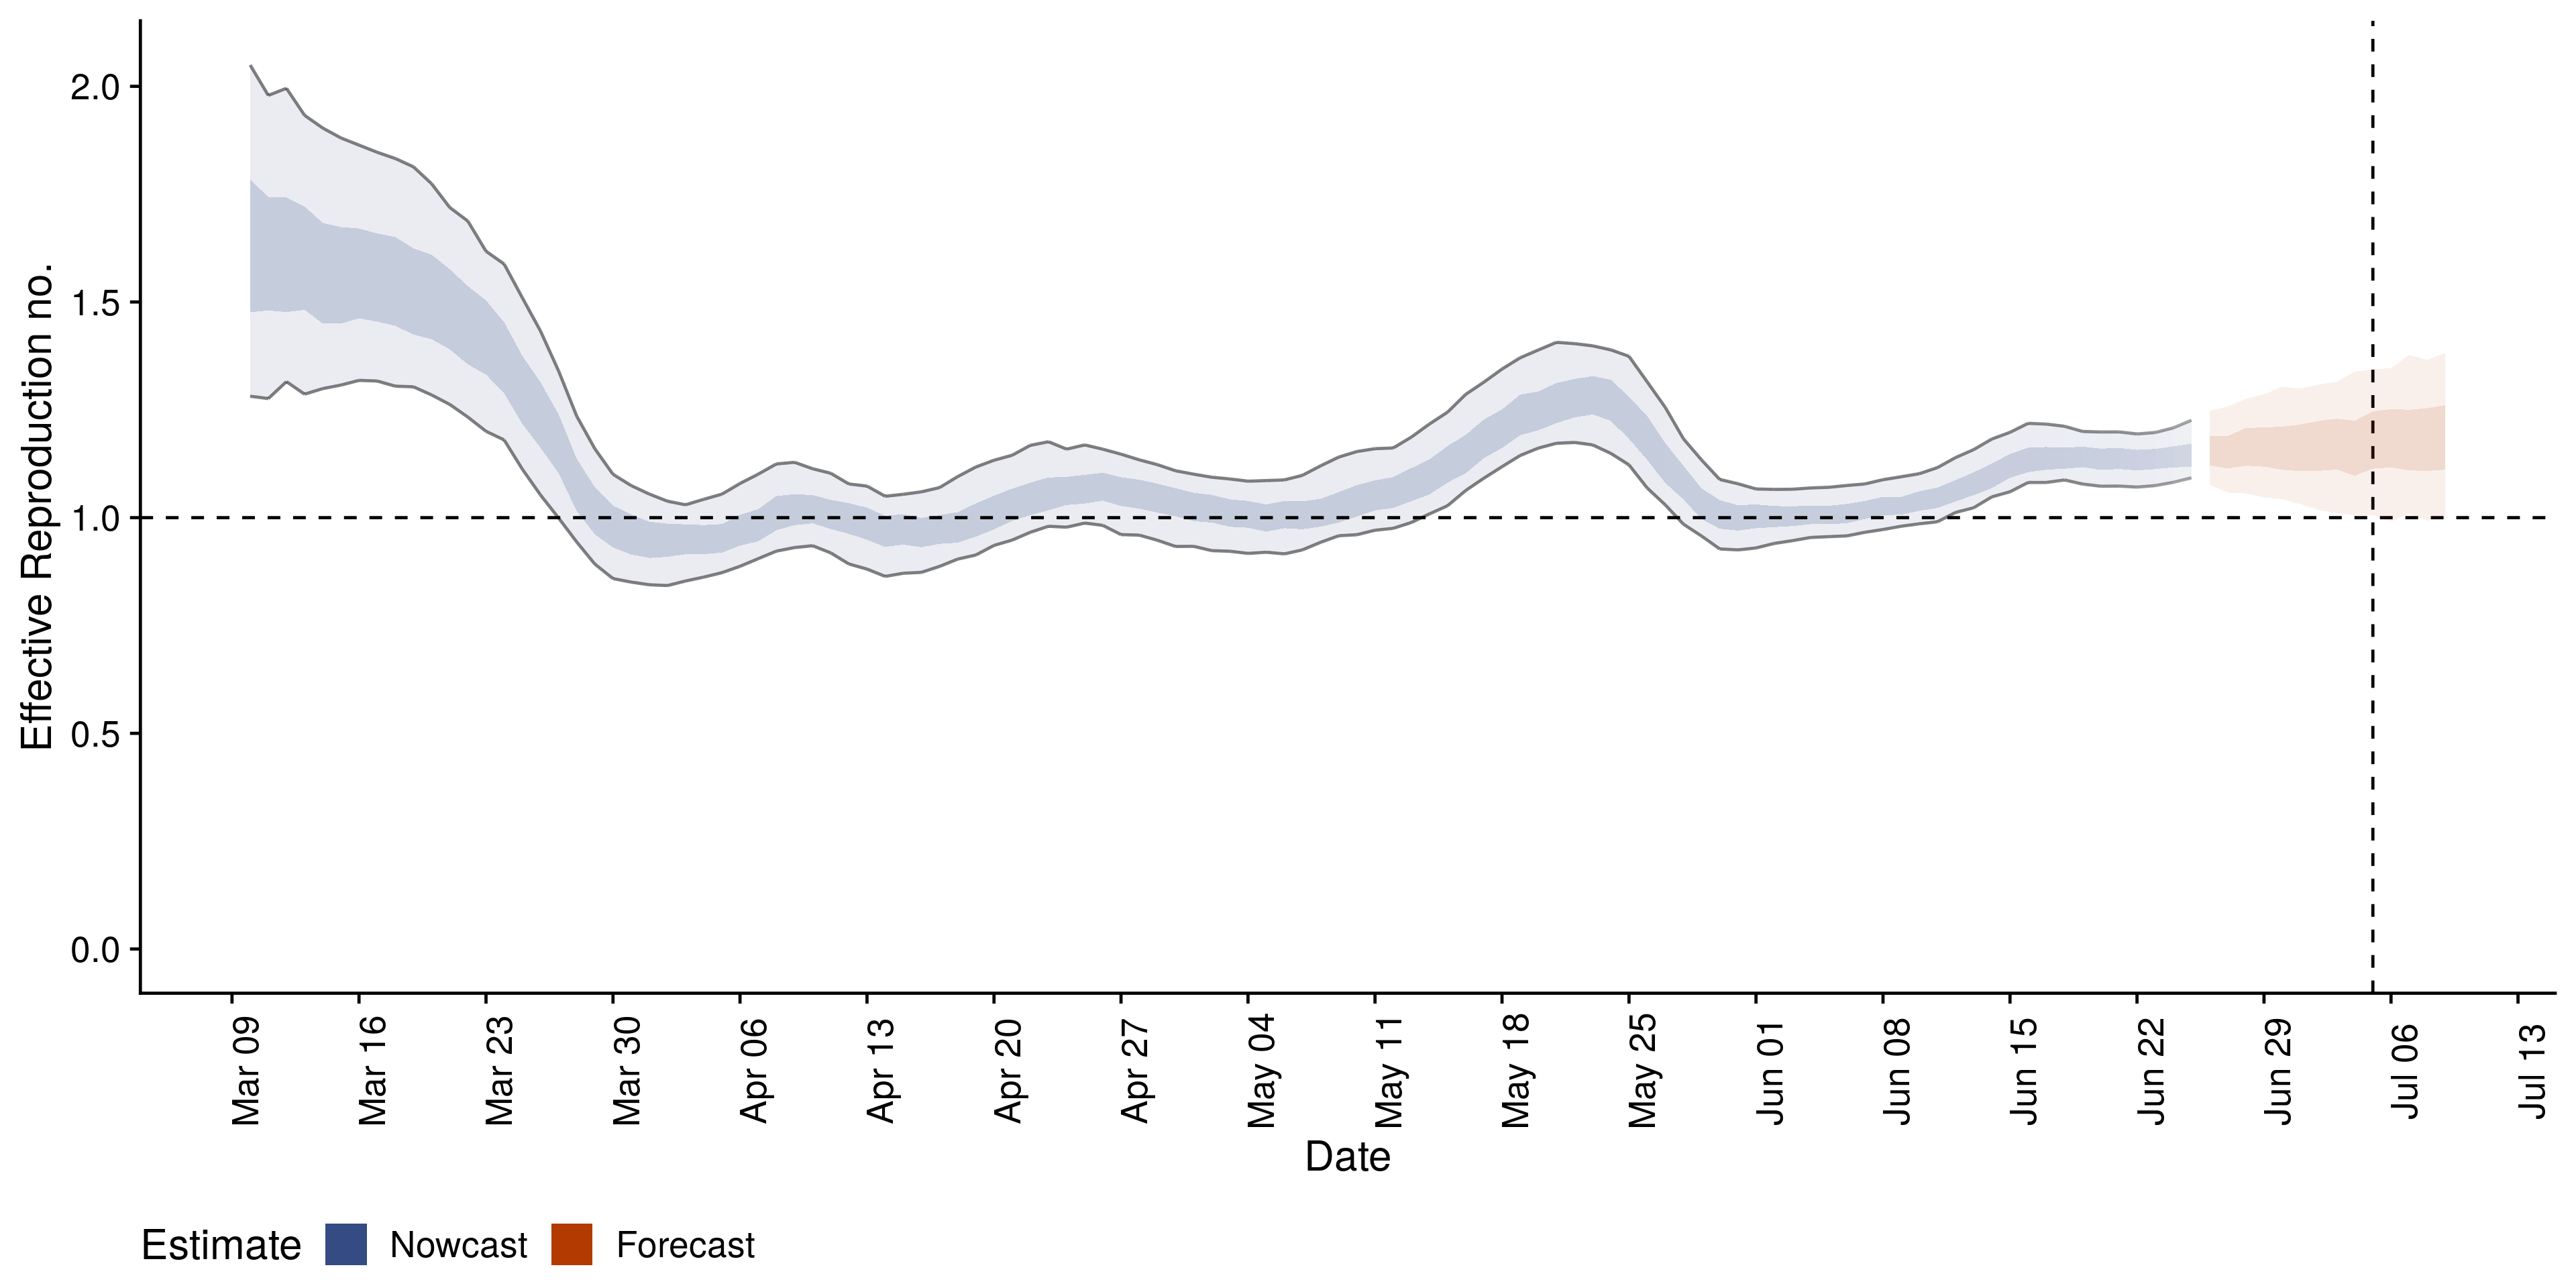 Effective Reproduction no.
2.0
1.5
1.0
0.5
0.0
Mar 09
Mar 16
Mar 23
Mar 30
Apr 06
Apr 13
Apr 20
Apr 27
May 04
May 11
May 18
May 25
Jun 01
Jun 08
Jun 15
Jun 22
Jun 29
Jul 06
Jul 13
Date
Estimate Nowcast Forecast